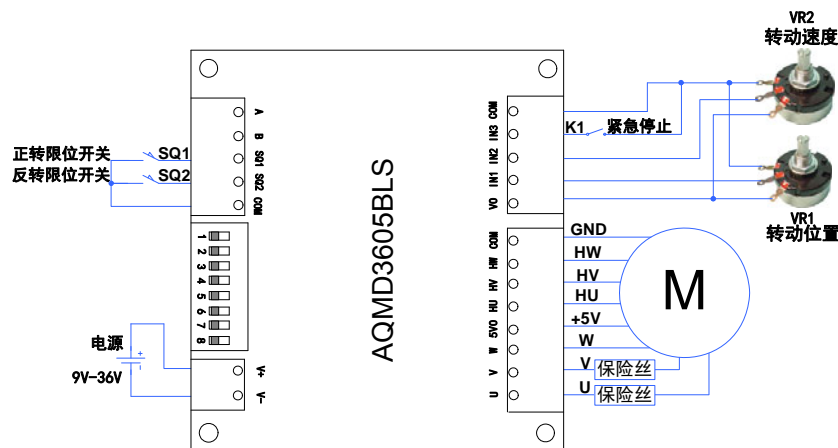 VR2
转动速度
A
B
SQ1
SQ2
COM
正转限位开关
SQ1
反转限位开关
SQ2
1
2
3
4
5
6
7
8
电源
9V-36V
V+
V-
AQMD3605BLS
COM
IN3
IN2
IN1
VO
K1
紧急停止
VR1
转动位置
COM
HW
HV
HU
5VO
W
V
U
GND
HW
HV
HU
+5V
W
V
保险丝
U
保险丝
M